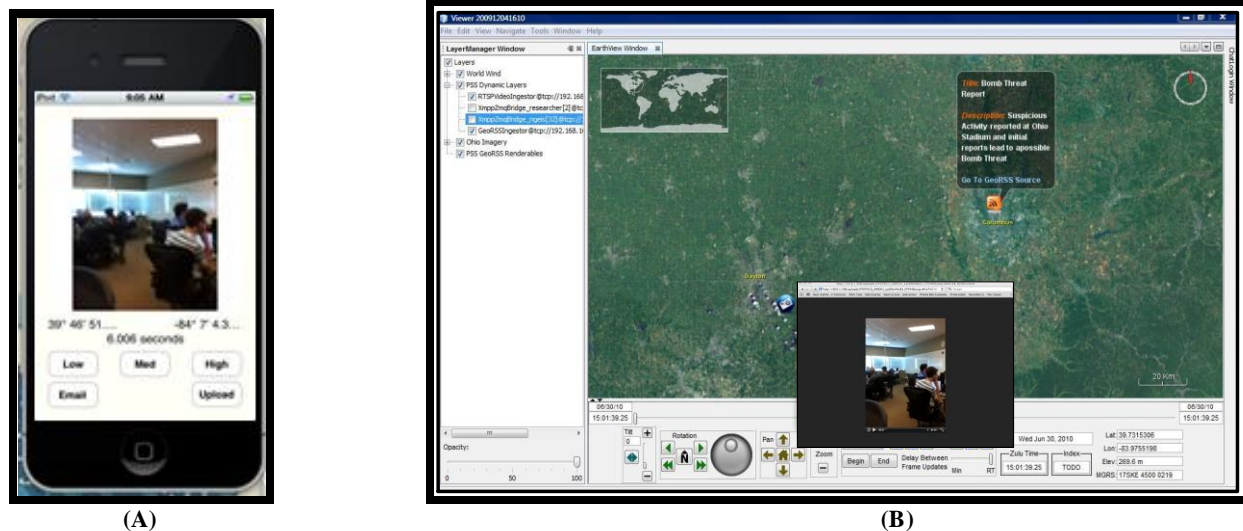 iPod
9:05 AM
39° 46' 51....
-84° 7' 4.3...
6.006 seconds
Low
Med
High
Email
Upload
(A)
Viewer 200912041610
File Edit View Navigate Tools Window Help
LayerManager Window
Layers
World Wind
PSS Dynamic Layers
RTSPVideoIngestor@tcp://192.168
XmppZmqBridge_researcher[2]@tc
XmppZmqBridge_ngeis[32]@tcp://
GeoRSSIngestor@tcp://192.168.1
Ohio Imagery
PSS GeoRSS Renderables
Opacity:
0 50 100
EarthView Window
ChatLogin Window
Title: Bomb Threat
Report
Description: Suspicious
Activity reported at Ohio
Stadium and initial
reports lead to apossible
Bomb Threat
Go To GeoRSS Source
Columbus
Dayton
20 Km
06/30/10
15:01:39.25
06/30/10
15:01:39.25
Tilt
0
Rotation
N
Pan
Zoom
Begin
End
Delay Between
Frame Updates
Min
RT
Wed Jun 30, 2010
Zulu Time
15:01:39.25
Index
TODO
Lat: 39.7315306
Lon: -83.9755198
Elev: 269.6 m
MGRS: 17SKE 4500 0219
(B)